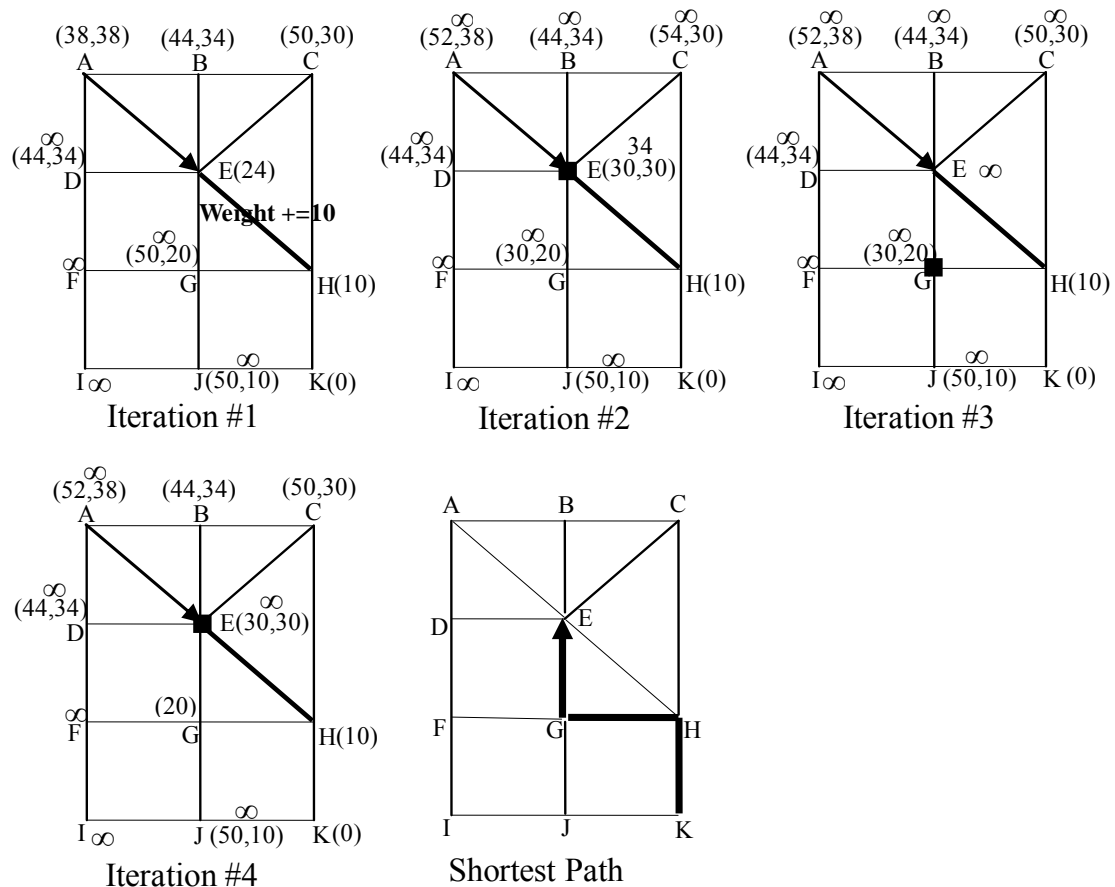 ∞ ∞ ∞ ∞ ∞ ∞
(38,38) (44,34) (50,30) (52,38) (44,34) (54,30) (52,38) (44,34) (50,30)
A B C A B C A B C
∞ ∞ 34 ∞
(44,34) E(24) (44,34) E(30,30) (44,34) E ∞
D D D
Weight +=10
∞ ∞ ∞
(50,20) (30,20) (30,20)
∞ ∞ ∞
F G H(10) F G H(10) F G H(10)
∞ ∞ ∞
I∞ J(50,10) K(0) I∞ J(50,10) K(0) I∞ J(50,10) K(0)
Iteration #1 Iteration #2 Iteration #3
∞
(52,38) (44,34) (50,30)
A B C A B C
∞ ∞
(44,34) E(30,30) E
D D
(20)
∞
F G H(10) F G H
∞
I∞ J(50,10) K(0) I J K
Iteration #4 Shortest Path